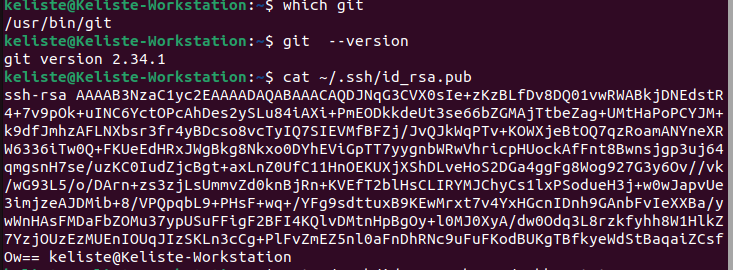 keliste@Keliste-Workstation:~$ which git
/usr/bin/git
keliste@Keliste-Workstation:~$ git  --version
git version 2.34.1
keliste@Keliste-Workstation:~$ cat ~/.ssh/id_rsa.pub
ssh-rsa AAAAB3NzaC1yc2EAAAADAQABAAACAQDJNqG3CVX0sIe+zKzBLfDv8DQ01vwRWABkjDNEdstR
4+7v9pOk+uINC6YctOPcAhDes2ySLu84iAXi+PmEODkkdeUt3se66bZGMAjTtbeZag+UMtHaPoPCYJM+
k9dfJmhzAFLNXbsr3fr4yBDcso8vcTyIQ7SIEVMfBFZj/JvQJkWqPTv+KOWXjeBtOQ7qzRoamANYneXR
W6336iTw0Q+FKUeEdHRxJWgBkg8Nkxo0DYhEViGpTT7yygnbWRwVhricpHUockAfFnt8Bwnsjgp3uj64
qmgsnH7se/uzKC0IudZjcBgt+axLnZ0UfC11HnOEKUXjXShDLveHoS2DGa4ggFg8Wog927G3y6Ov//vk
/wG93L5/o/DArn+zs3zjLsUmmvZd0knBjRn+KVEfT2blHsCLIRYMJChyCs1lxPSodueH3j+w0wJapvUe
3imjzeAJDMib+8/VPQpqbL9+PHsF+wq+/YFg9sdttuxB9KEwMrxt7v4YxHGcnIDnh9GAnbFvIeXXBa/y
wWnHAsFMDaFbZOMu37ypUSuFFigF2BFI4KQlvDMtnHpBgOy+l0MJ0XyA/dw0Odq3L8rzkfyhh8W1HlkZ
7YzjOUzEzMUEnIOUqJIzSKLn3cCg+PlFvZmEZ5nl0aFnDhRNc9uFuFKodBUKgTBfkyeWdStBaqaiZCsf
Ow== keliste@Keliste-Workstation